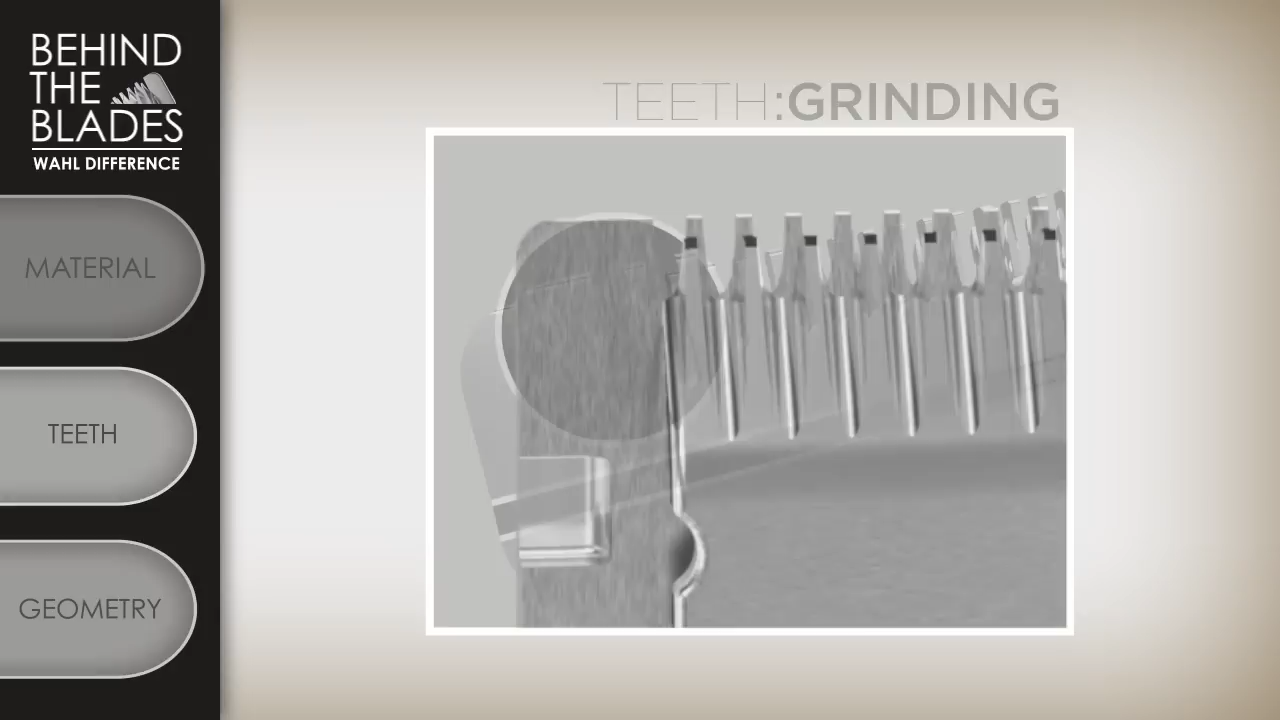 BEHIND
THE
BLADES
WAHL DIFFERENCE
MATERIAL
TEETH
GEOMETRY
TEETH:GRINDING